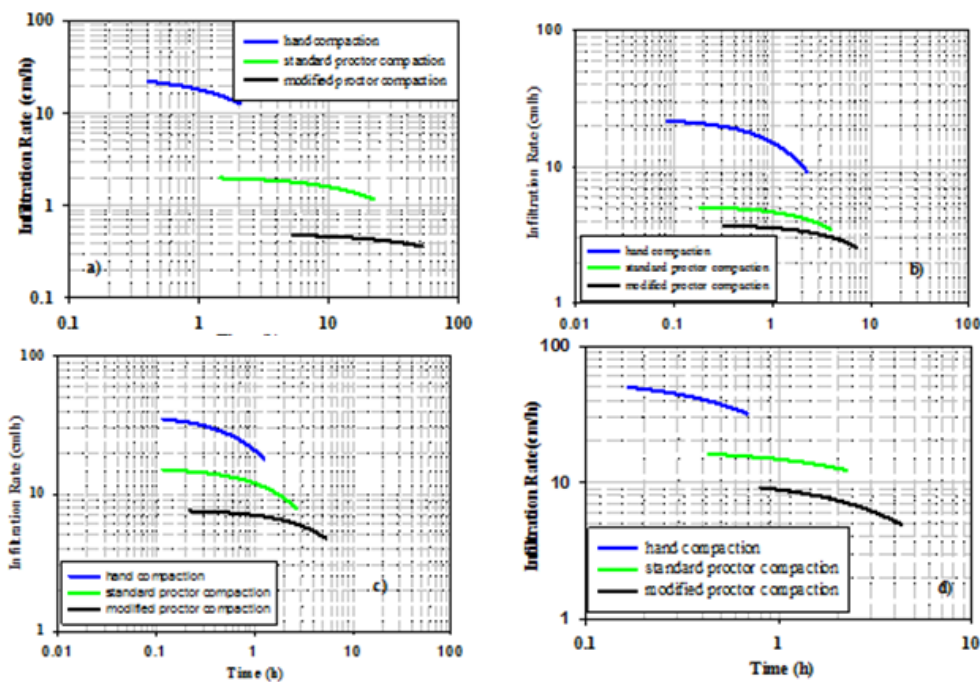 100
10
1
0.1
Infiltration Rate (cm/h)
hand compaction
standard proctor compaction
modified proctor compaction
a)
0.1
1
10
100
100
10
1
Infiltration Rate (cm/h)
hand compaction
standard proctor compaction
modified proctor compaction
b)
0.01
0.1
1
10
100
100
10
1
Infiltration Rate (cm/h)
hand compaction
standard proctor compaction
modified proctor compaction
c)
0.01
0.1
1
10
100
Time (h)
100
10
1
Infiltration Rate(cm/h)
hand compaction
standard proctor compaction
modified proctor compaction
d)
0.1
1
10
Time (h)